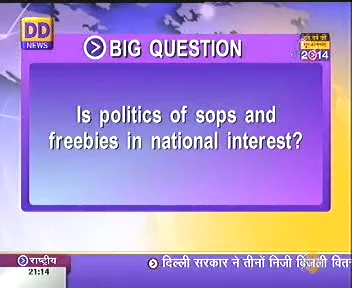 DD
NEWS
BIG QUESTION
2014
Is politics of sops and
freebies in national interest?
राष्ट्रीय
21:14
दिल्ली सरकार ने तीनों निजी बिजली वित